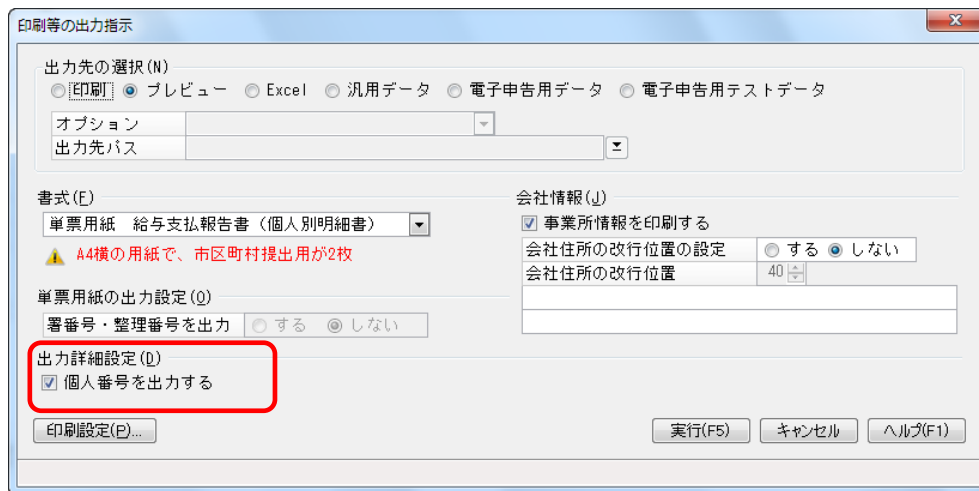 印刷等の出力指示
出力先の選択(N)
印刷 プレビュー Excel 汎用データ 電子申告用データ 電子申告用テストデータ
オプション
出力先パス
書式(F)
単票用紙 給与支払報告書（個人別明細書）
A4横の用紙で、市区町村提出用が2枚
単票用紙の出力設定(O)
署番号・整理番号を出力 する しない
出力詳細設定(D)
個人番号を出力する
会社情報(J)
事業所情報を印刷する
会社住所の改行位置の設定 する しない
会社住所の改行位置 40
印刷設定(P)... 実行(F5) キャンセル ヘルプ(F1)